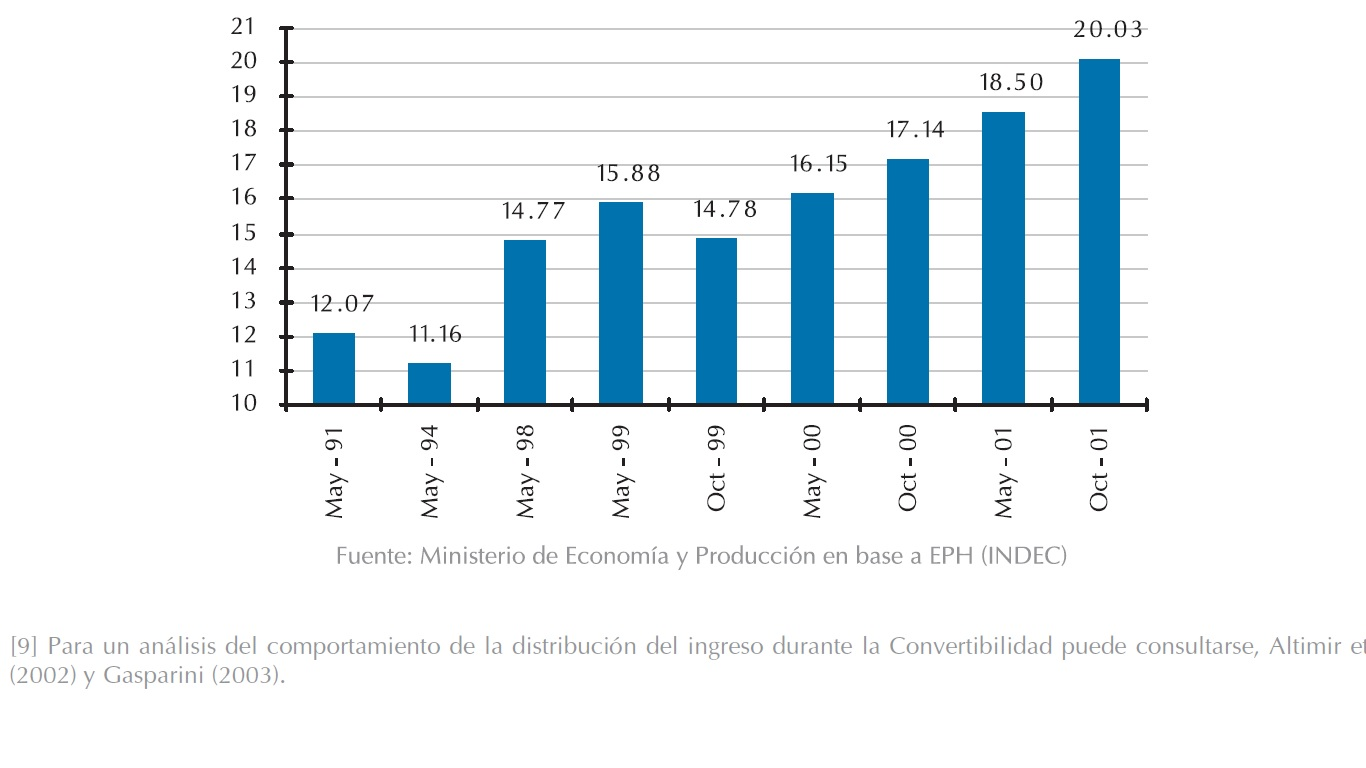 21
20
19
18
17
16
15
14
13
12
11
10
12.07
11.16
14.77
15.88
14.78
16.15
17.14
18.50
20.03
May - 91
May - 94
May - 98
May - 99
Oct - 99
May - 00
Oct - 00
May - 01
Oct - 01
Fuente: Ministerio de Economía y Producción en base a EPH (INDEC)
[9] Para un análisis del comportamiento de la distribución del ingreso durante la Convertibilidad puede consultarse, Altimir et
(2002) y Gasparini (2003).